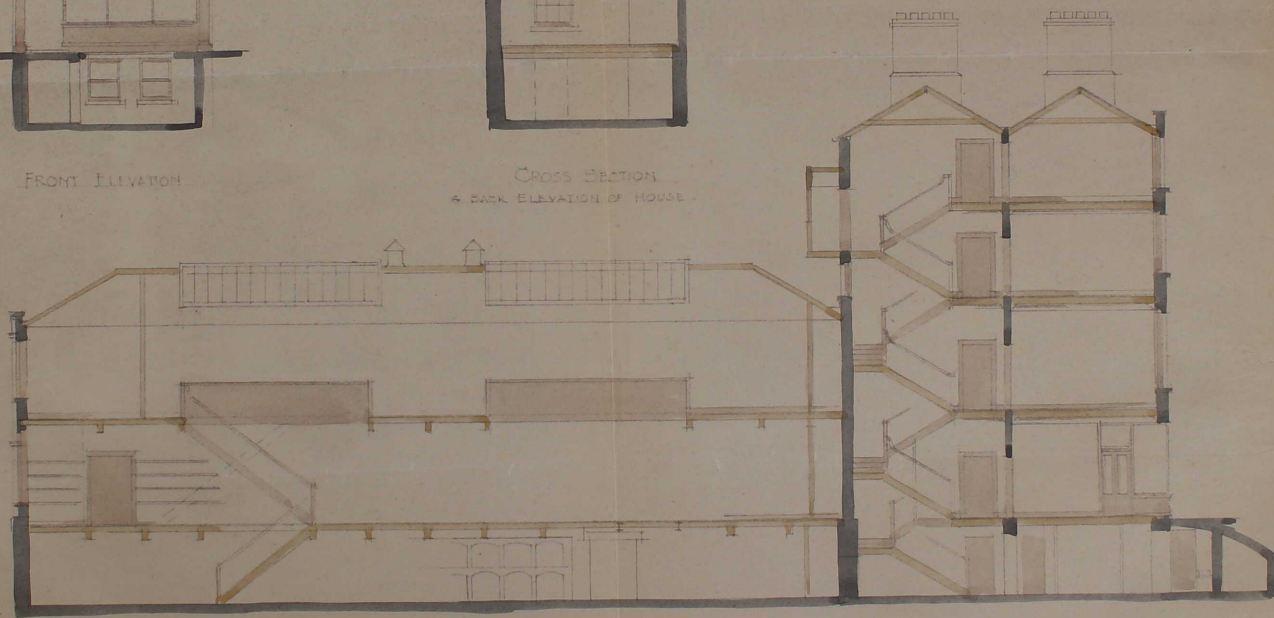 FRONT ELEVATION
CROSS SECTION
& BACK ELEVATION OF HOUSE